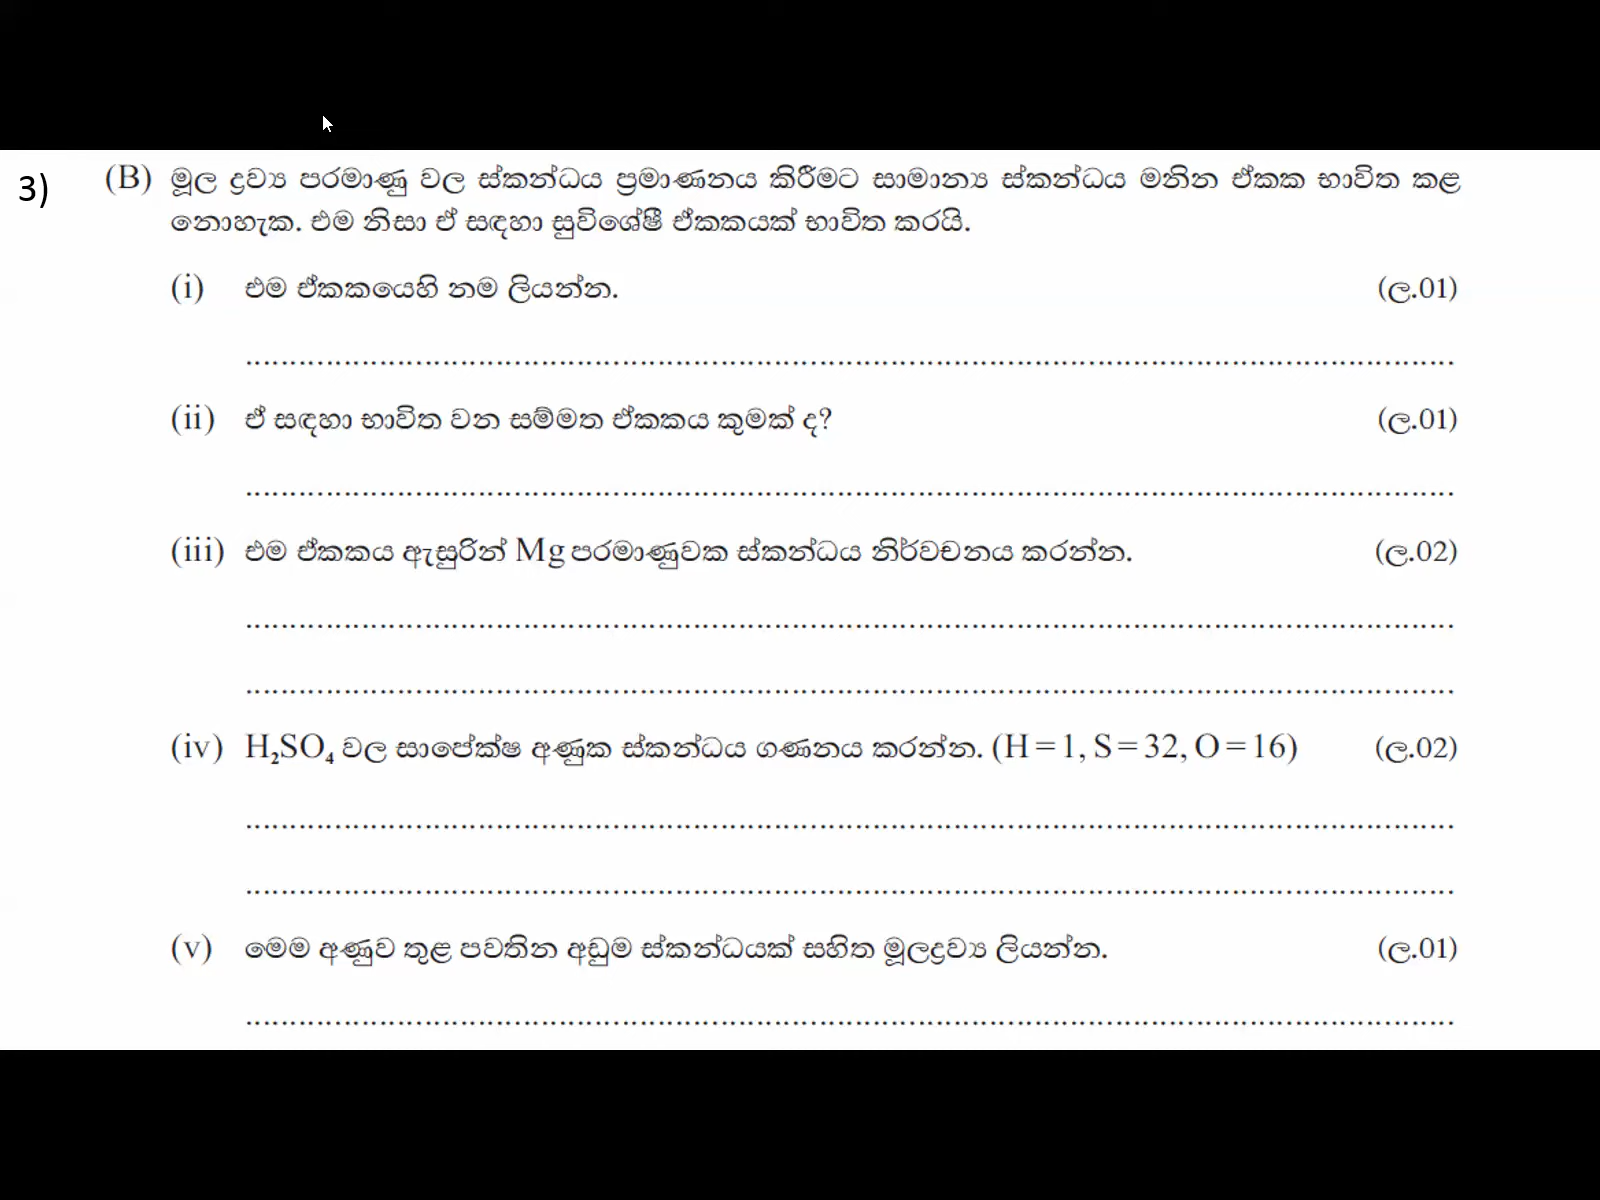 3)
(B) මූල ද්‍රව්‍ය පරමාණු වල ස්කන්ධය ප්‍රමාණනය කිරීමට සාමාන්‍ය ස්කන්ධය මනින ඒකක භාවිත කළ
නොහැක. එම නිසා ඒ සඳහා සුවිශේෂී ඒකකයක් භාවිත කරයි.
(i) එම ඒකකයෙහි නම ලියන්න. (ල.01)
(ii) ඒ සඳහා භාවිත වන සම්මත ඒකකය කුමක් ද? (ල.01)
(iii) එම ඒකකය ඇසුරින් Mg පරමාණුවක ස්කන්ධය නිර්වචනය කරන්න. (ල.02)
(iv) H₂SO₄ වල සාපේක්ෂ අණුක ස්කන්ධය ගණනය කරන්න. (H = 1, S = 32, O = 16) (ල.02)
(v) මෙම අණුව තුළ පවතින අඩුම ස්කන්ධයක් සහිත මූලද්‍රව්‍ය ලියන්න. (ල.01)